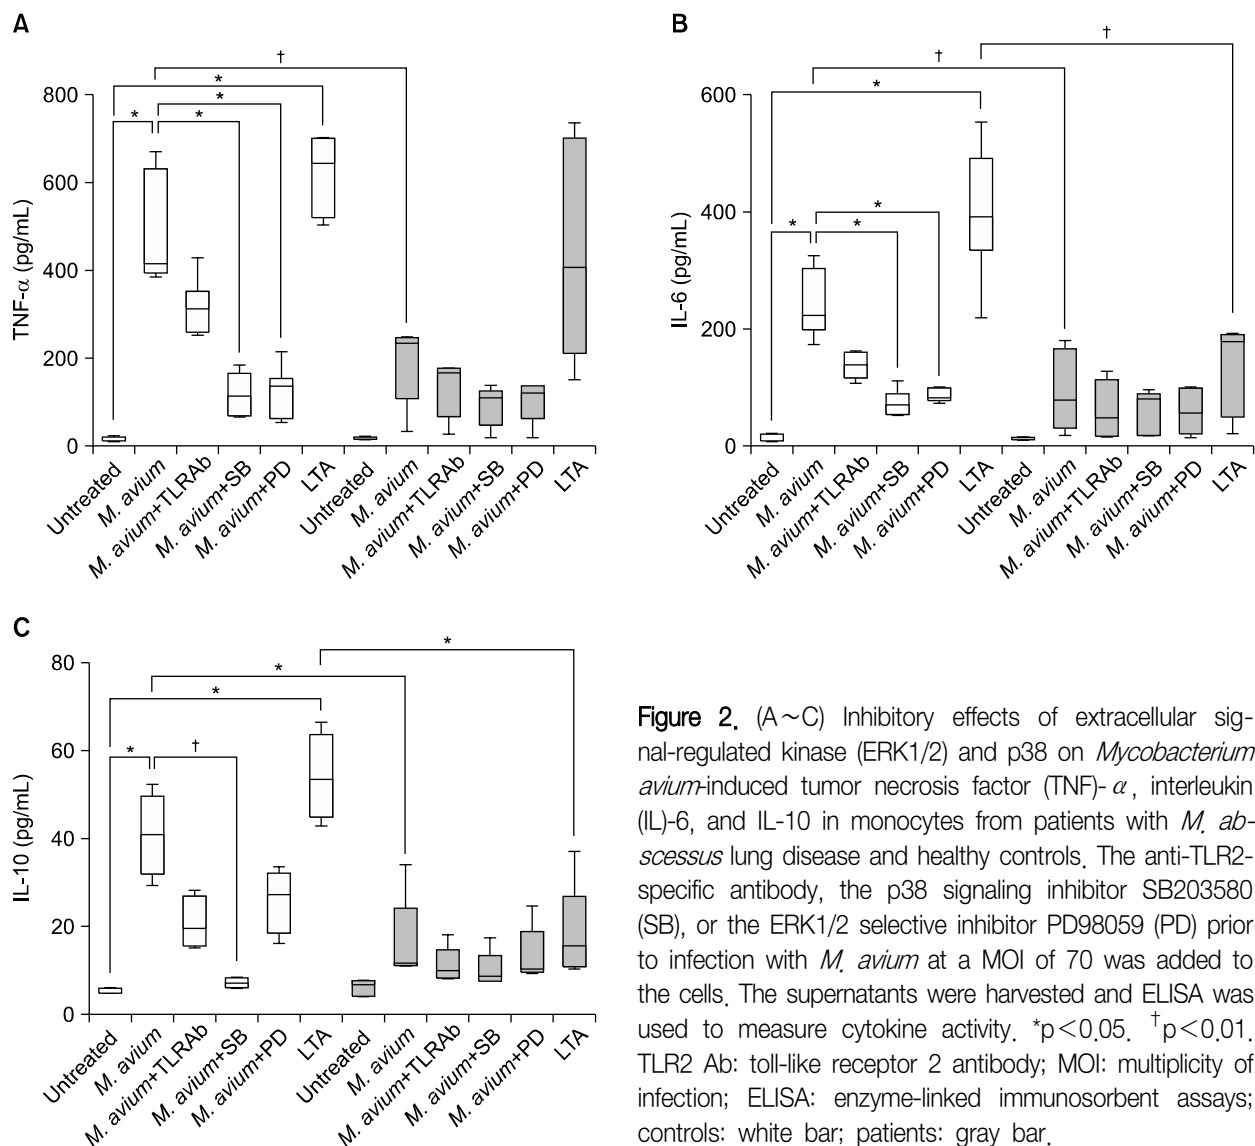 A
†
*
*
*
*
800
600
400
200
0
TNF-α (pg/mL)
Untreated
M. avium
M. avium+TLRAb
M. avium+SB
M. avium+PD
LTA
Untreated
M. avium
M. avium+TLRAb
M. avium+SB
M. avium+PD
LTA
B
†
†
*
*
*
*
600
400
200
0
IL-6 (pg/mL)
Untreated
M. avium
M. avium+TLRAb
M. avium+SB
M. avium+PD
LTA
Untreated
M. avium
M. avium+TLRAb
M. avium+SB
M. avium+PD
LTA
C
*
*
*
*
†
80
60
40
20
0
IL-10 (pg/mL)
Untreated
M. avium
M. avium+TLRAb
M. avium+SB
M. avium+PD
LTA
Untreated
M. avium
M. avium+TLRAb
M. avium+SB
M. avium+PD
LTA
Figure 2. (A~C) Inhibitory effects of extracellular sig-
nal-regulated kinase (ERK1/2) and p38 on Mycobacterium
avium-induced tumor necrosis factor (TNF)-α, interleukin
(IL)-6, and IL-10 in monocytes from patients with M. ab-
scessus lung disease and healthy controls. The anti-TLR2-
specific antibody, the p38 signaling inhibitor SB203580
(SB), or the ERK1/2 selective inhibitor PD98059 (PD) prior
to infection with M. avium at a MOI of 70 was added to
the cells. The supernatants were harvested and ELISA was
used to measure cytokine activity. *p<0.05. †p<0.01.
TLR2 Ab: toll-like receptor 2 antibody; MOI: multiplicity of
infection; ELISA: enzyme-linked immunosorbent assays;
controls: white bar; patients: gray bar.